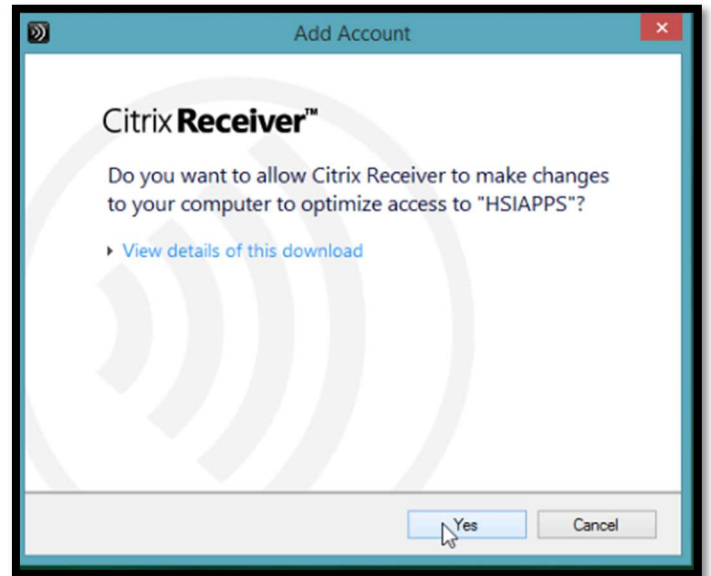 Add Account
Citrix Receiver™
Do you want to allow Citrix Receiver to make changes
to your computer to optimize access to "HSIAPPS"?
View details of this download
Yes Cancel